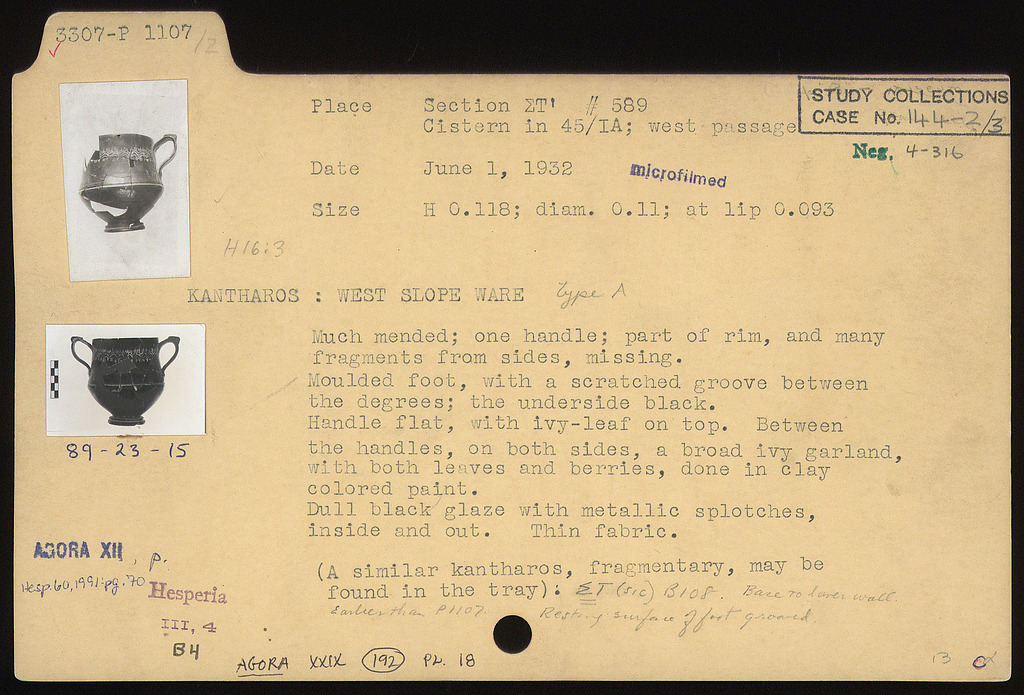 3307-P 1107 /2
STUDY COLLECTIONS
CASE No. 144-2/3
Neg. 4-316
Place Section ΣΤ' # 589
Cistern in 45/IA; west passage
Date June 1, 1932
microfilmed
Size H 0.118; diam. 0.11; at lip 0.093
H16:3
KANTHAROS : WEST SLOPE WARE Type A
Much mended; one handle; part of rim, and many
fragments from sides, missing.
Moulded foot, with a scratched groove between
the degrees; the underside black.
Handle flat, with ivy-leaf on top. Between
the handles, on both sides, a broad ivy garland,
with both leaves and berries, done in clay
colored paint.
Dull black glaze with metallic splotches,
inside and out. Thin fabric.
(A similar kantharos, fragmentary, may be
found in the tray): ΣΤ (sic) B108. Base to lower wall.
Earlier than P1107. Resting surface of foot grooved.
89-23-15
AGORA XII, p.
Hesp. 60, 1991: pg. 70
Hesperia
III, 4
B4
AGORA XXIX 192 PL. 18
13